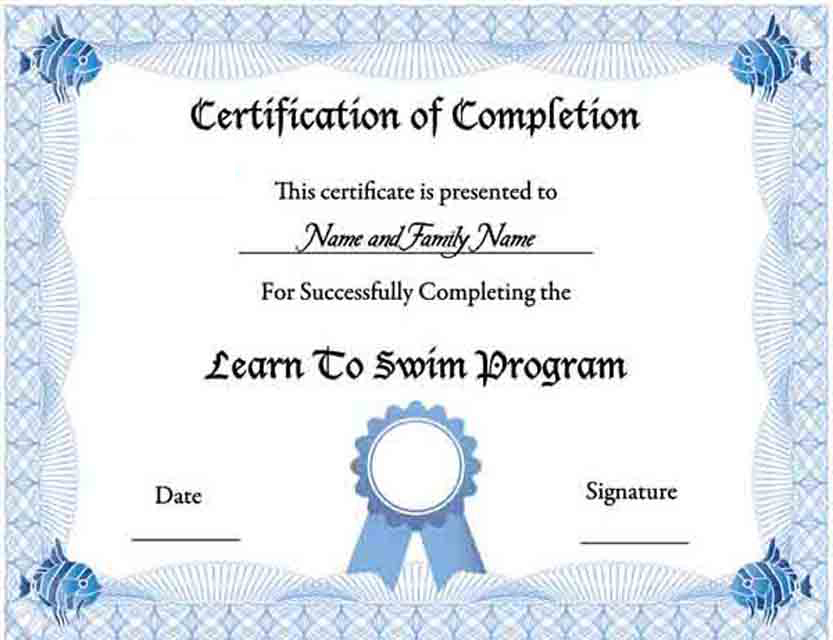 Certification of Completion
This certificate is presented to
Name and Family Name
For Successfully Completing the
Learn To Swim Program
Date
Signature